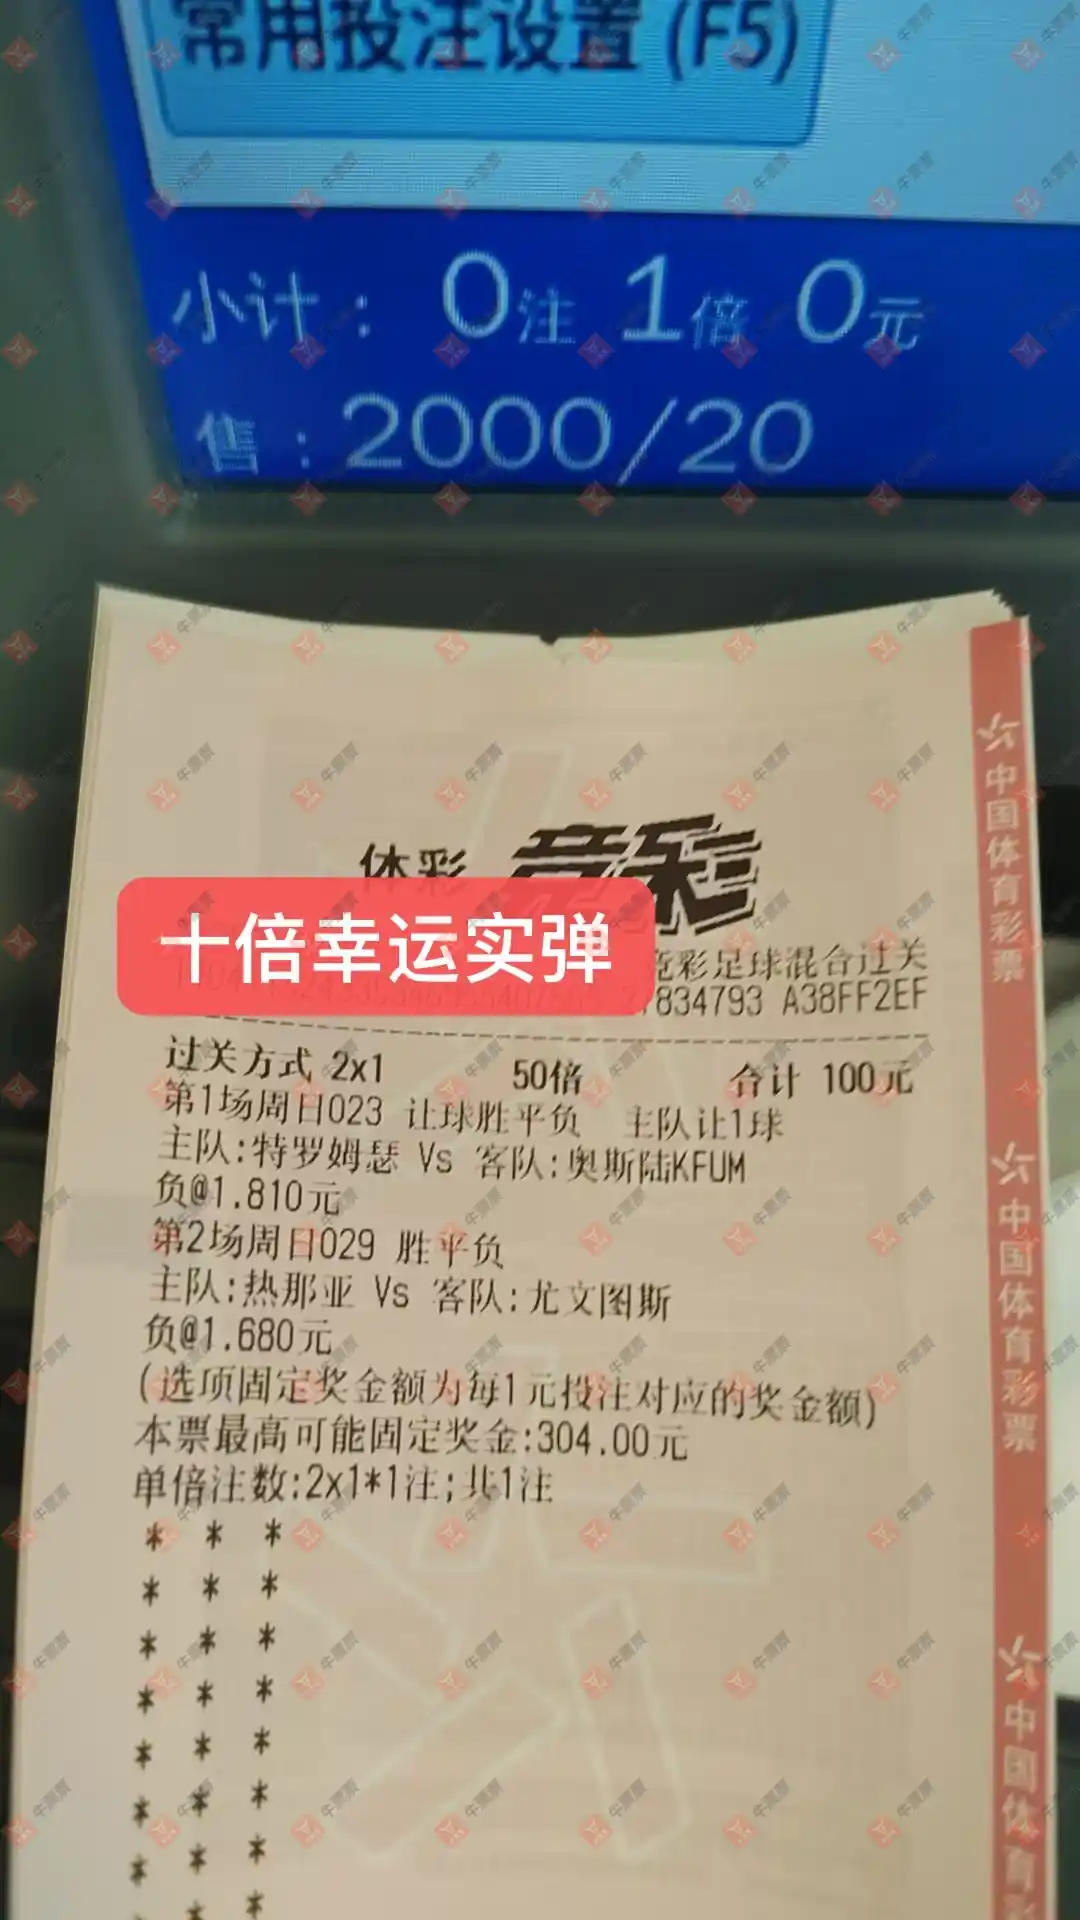 常用投注设置 (F5)
小计： 0注 1倍 0元
售：2000/20
体彩 竞彩
十倍幸运实弹
竞彩足球混合过关
834793 A38FF2EF
过关方式 2x1 50倍 合计 100元
第1场周日023 让球胜平负 主队让1球
主队:特罗姆瑟 Vs 客队:奥斯陆KFUM
负@1.810元
第2场周日029 胜平负
主队:热那亚 Vs 客队:尤文图斯
负@1.680元
(选项固定奖金额为每1元投注对应的奖金额)
本票最高可能固定奖金:304.00元
单倍注数:2x1*1注;共1注
* * *
* * *
* * *
* * *
* * *
* * *
* * *
* *
中国体育彩票
中国体育彩票
中国体育彩
牛票票